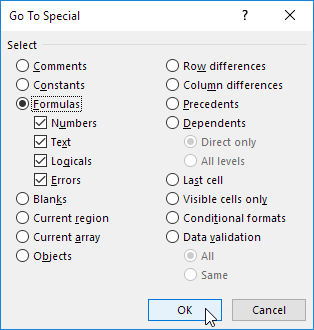 Go To Special
Select
Comments
Constants
Formulas
Numbers
Text
Logicals
Errors
Blanks
Current region
Current array
Objects
Row differences
Column differences
Precedents
Dependents
Direct only
All levels
Last cell
Visible cells only
Conditional formats
Data validation
All
Same
OK
Cancel